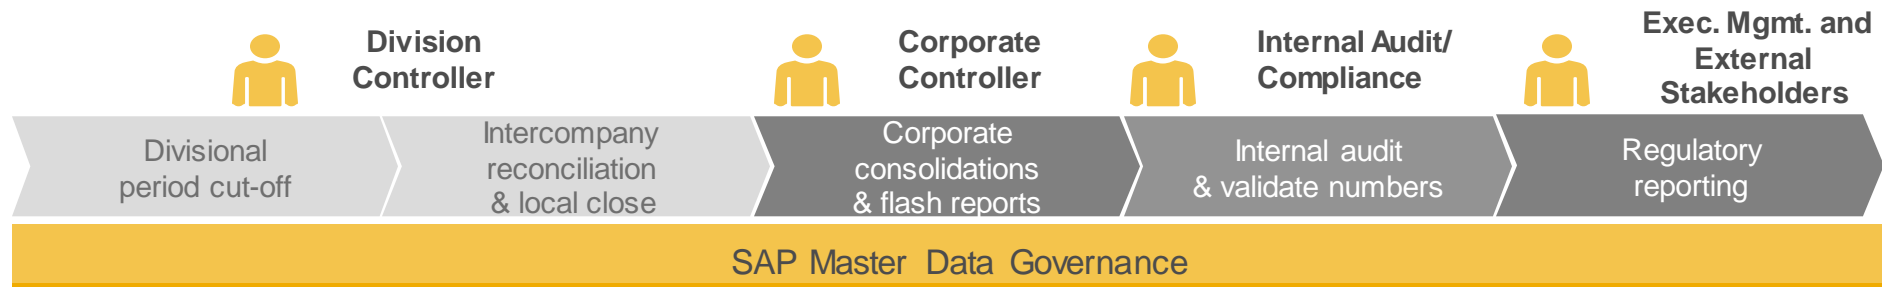 Division
Controller
Corporate
Controller
Internal Audit/
Compliance
Exec. Mgmt. and
External
Stakeholders
Divisional
period cut-off
Intercompany
reconciliation
& local close
Corporate
consolidations
& flash reports
Internal audit
& validate numbers
Regulatory
reporting
SAP Master Data Governance